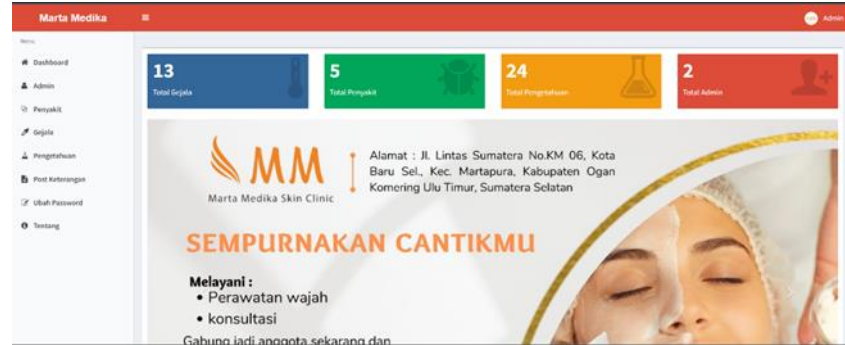 Marta Medika
Admin
Menu
Dashboard
Admin
Penyakit
Gejala
Pengetahuan
Post Keterangan
Ubah Password
Tentang
13
Total Gejala
5
Total Penyakit
24
Total Pengetahuan
2
Total Admin
MM
Marta Medika Skin Clinic
Alamat : Jl. Lintas Sumatera No.KM 06, Kota
Baru Sel., Kec. Martapura, Kabupaten Ogan
Komering Ulu Timur, Sumatera Selatan
SEMPURNAKAN CANTIKMU
Melayani :
• Perawatan wajah
• konsultasi
Gabung jadi anggota sekarang dan